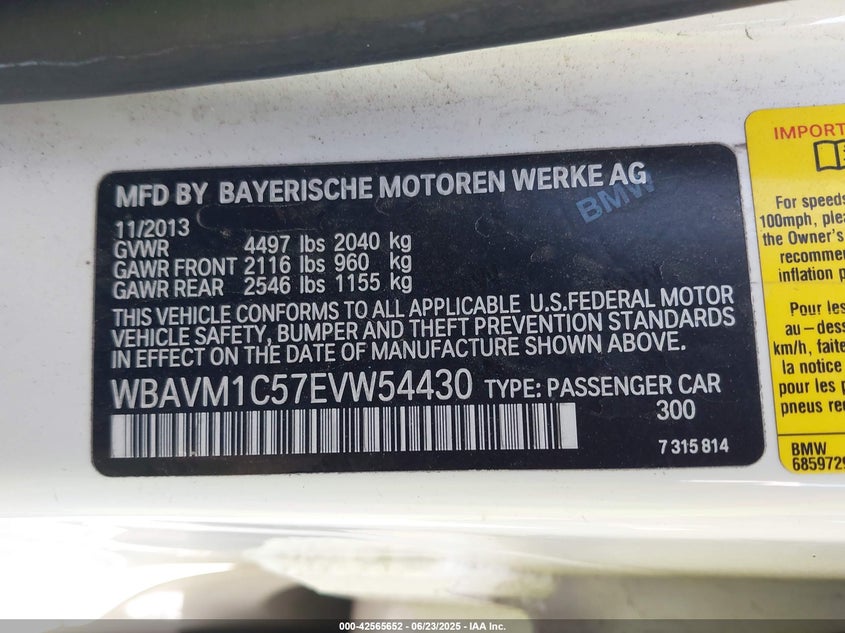 MFD BY BAYERISCHE MOTOREN WERKE AG
BMW
11/2013
GVWR 4497 lbs 2040 kg
GAWR FRONT 2116 lbs 960 kg
GAWR REAR 2546 lbs 1155 kg
THIS VEHICLE CONFORMS TO ALL APPLICABLE U.S.FEDERAL MOTOR
VEHICLE SAFETY, BUMPER AND THEFT PREVENTION STANDARDS
IN EFFECT ON THE DATE OF MANUFACTURE SHOWN ABOVE.
WBAVM1C57EVW54430 TYPE: PASSENGER CAR
300
7 315 814
IMPORT
For speeds
100mph, plea
the Owner's
recommen
inflation p
Pour les
au-dess
km/h, faite
la notice
pour les
pneus rec
BMW
6859729
000-42565652 / 06/23/2025 - IAA Inc.